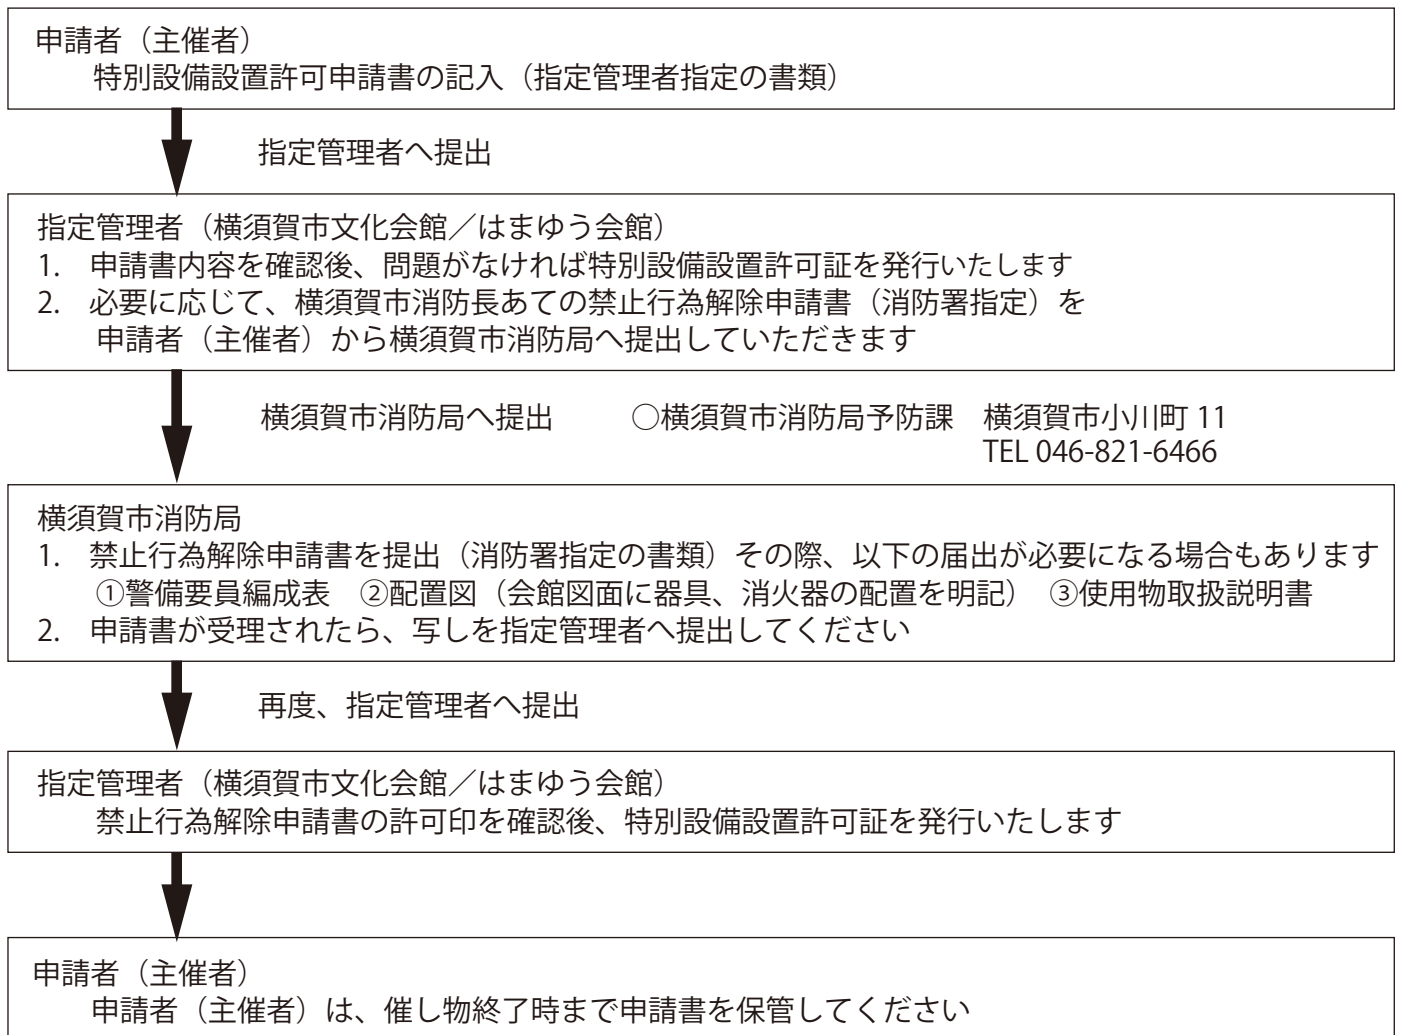 申請者（主催者）
特別設備設置許可申請書の記入（指定管理者指定の書類）
指定管理者へ提出
指定管理者（横須賀市文化会館／はまゆう会館）
1. 申請書内容を確認後、問題がなければ特別設備設置許可証を発行いたします
2. 必要に応じて、横須賀市消防長あての禁止行為解除申請書（消防署指定）を
申請者（主催者）から横須賀市消防局へ提出していただきます
横須賀市消防局へ提出　○横須賀市消防局予防課　横須賀市小川町 11
TEL 046-821-6466
横須賀市消防局
1. 禁止行為解除申請書を提出（消防署指定の書類）その際、以下の届出が必要になる場合もあります
①警備要員編成表　②配置図（会館図面に器具、消火器の配置を明記）　③使用物取扱説明書
2. 申請書が受理されたら、写しを指定管理者へ提出してください
再度、指定管理者へ提出
指定管理者（横須賀市文化会館／はまゆう会館）
禁止行為解除申請書の許可印を確認後、特別設備設置許可証を発行いたします
申請者（主催者）
申請者（主催者）は、催し物終了時まで申請書を保管してください